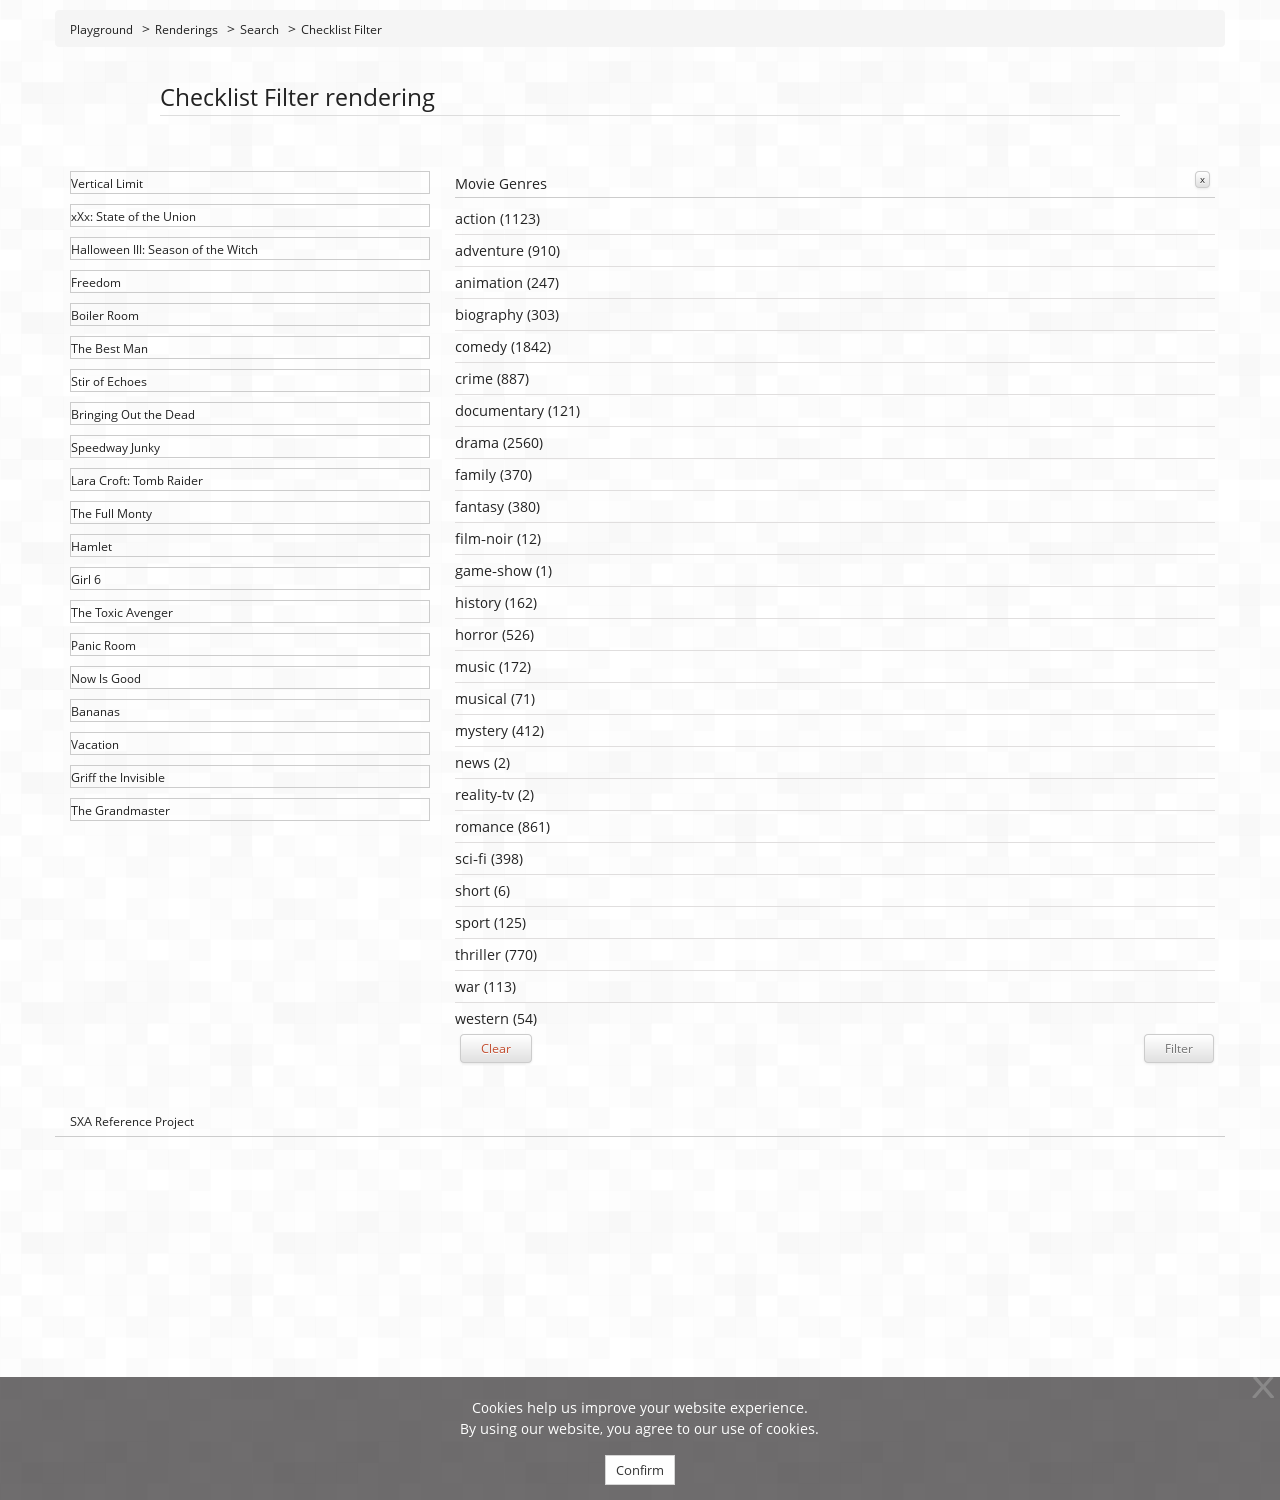 Playground > Renderings > Search > Checklist Filter
Checklist Filter rendering
Vertical Limit
xXx: State of the Union
Halloween III: Season of the Witch
Freedom
Boiler Room
The Best Man
Stir of Echoes
Bringing Out the Dead
Speedway Junky
Lara Croft: Tomb Raider
The Full Monty
Hamlet
Girl 6
The Toxic Avenger
Panic Room
Now Is Good
Bananas
Vacation
Griff the Invisible
The Grandmaster
Movie Genres x
action (1123)
adventure (910)
animation (247)
biography (303)
comedy (1842)
crime (887)
documentary (121)
drama (2560)
family (370)
fantasy (380)
film-noir (12)
game-show (1)
history (162)
horror (526)
music (172)
musical (71)
mystery (412)
news (2)
reality-tv (2)
romance (861)
sci-fi (398)
short (6)
sport (125)
thriller (770)
war (113)
western (54)
Clear Filter
SXA Reference Project
X
Cookies help us improve your website experience.
By using our website, you agree to our use of cookies.
Confirm